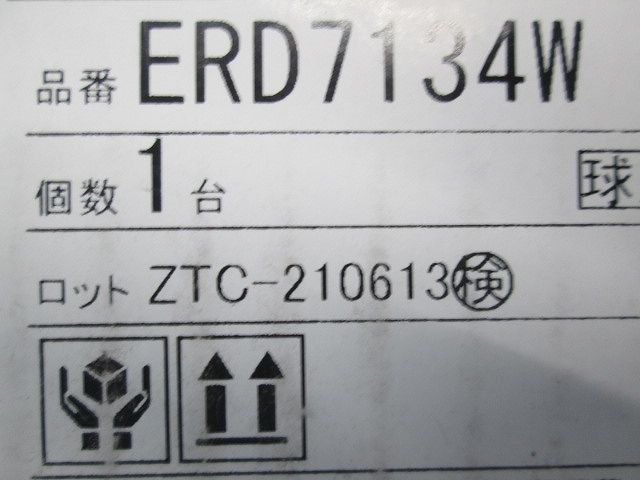 品番 ERD7134W
個数 1 台 球
ロット ZTC-210613 検